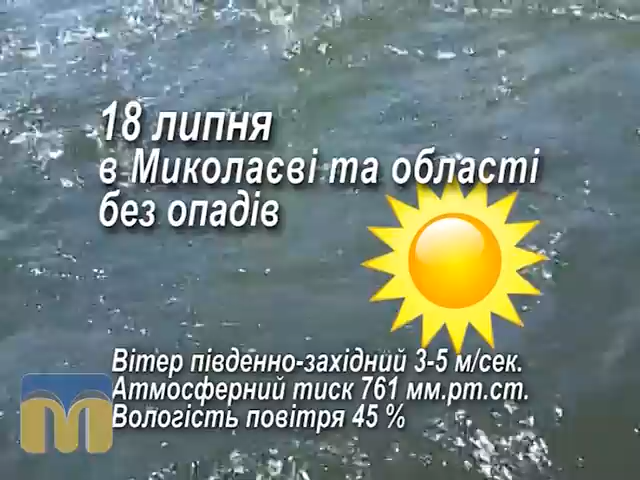 18 липня
в Миколаєві та області
без опадів
Вітер південно-західний 3-5 м/сек.
Атмосферний тиск 761 мм.рт.ст.
Вологість повітря 45 %
М